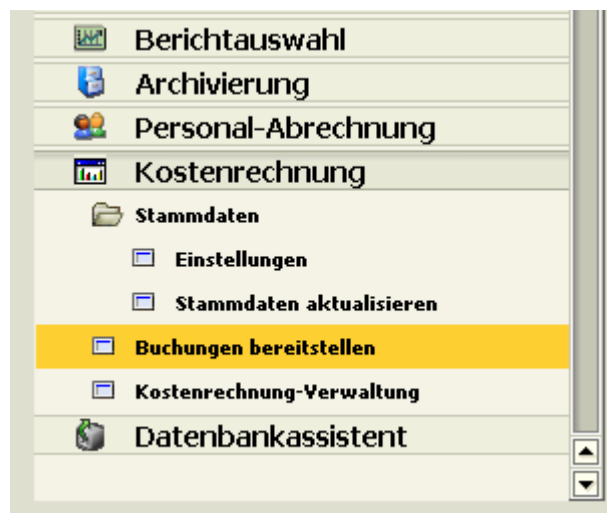 Berichtauswahl
Archivierung
Personal-Abrechnung
Kostenrechnung
Stammdaten
Einstellungen
Stammdaten aktualisieren
Buchungen bereitstellen
Kostenrechnung-Verwaltung
Datenbankassistent